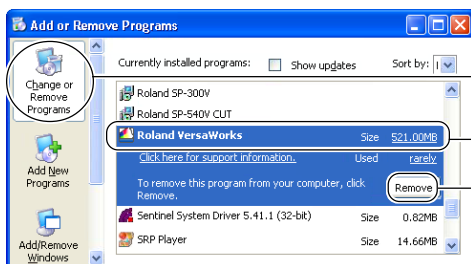 Add or Remove Programs
Change or
Remove
Programs
Add New
Programs
Add/Remove
Windows
Currently installed programs:
Show updates
Sort by:
Roland SP-300V
Roland SP-540V CUT
Roland VersaWorks Size 521.00MB
Click here for support information. Used rarely
To remove this program from your computer, click
Remove.
Remove
Sentinel System Driver 5.41.1 (32-bit) Size 0.82MB
SRP Player Size 14.66MB